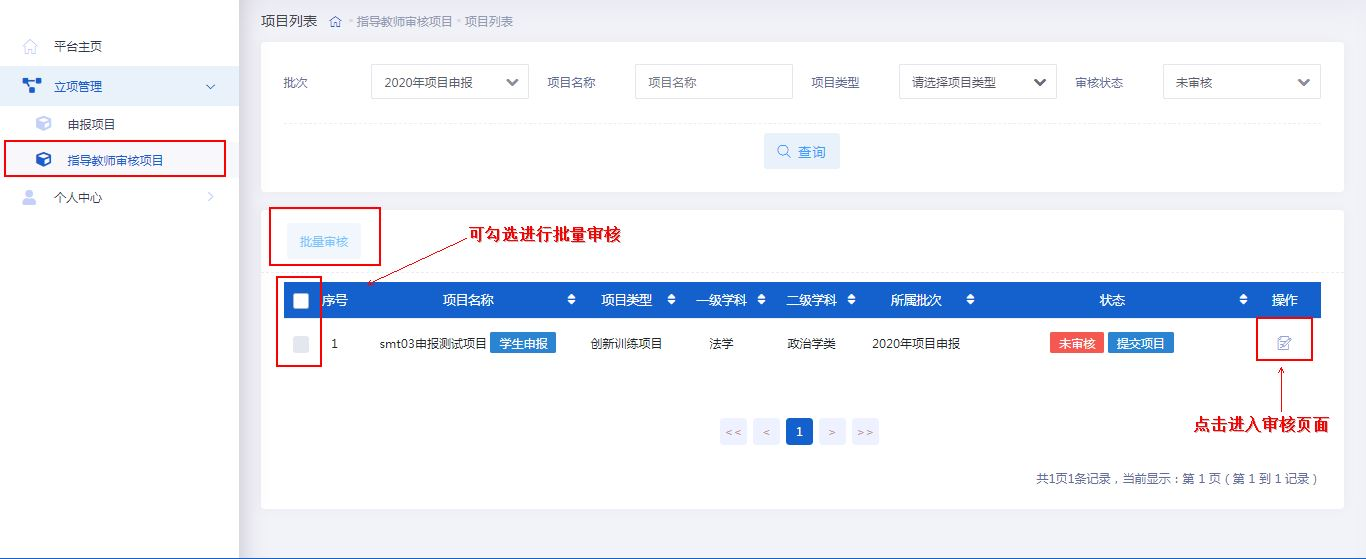 项目列表 指导教师审核项目 项目列表
平台主页
立项管理
申报项目
指导教师审核项目
个人中心
批次 2020年项目申报 项目名称 项目名称 项目类型 请选择项目类型 审核状态 未审核
查询
批量审核
可勾选进行批量审核
序号 项目名称 项目类型 一级学科 二级学科 所属批次 状态 操作
1 smt03申报测试项目 学生申报 创新训练项目 法学 政治学类 2020年项目申报 未审核 提交项目
点击进入审核页面
<< < 1 > >>
共1页1条记录，当前显示：第 1 页（第 1 到 1 记录）